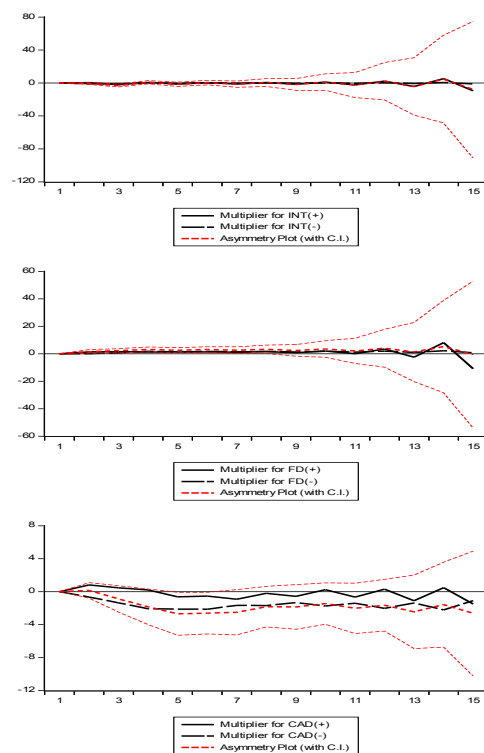 80
40
0
-40
-80
-120
1 3 5 7 9 11 13 15
Multiplier for INT(+)
Multiplier for INT(-)
Asymmetry Plot (with C.I.)
60
40
20
0
-20
-40
-60
1 3 5 7 9 11 13 15
Multiplier for FD(+)
Multiplier for FD(-)
Asymmetry Plot (with C.I.)
8
4
0
-4
-8
-12
1 3 5 7 9 11 13 15
Multiplier for CAD(+)
Multiplier for CAD(-)
Asymmetry Plot (with C.I.)